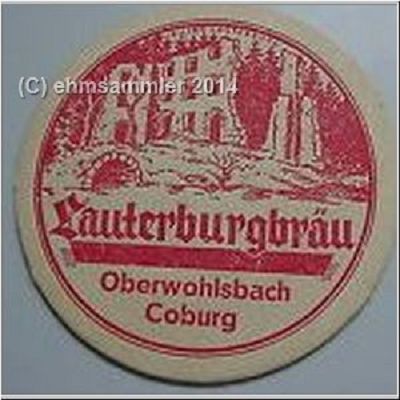 (C) ehmsammler 2014
Lauterburgbräu
Oberwohlsbach
Coburg